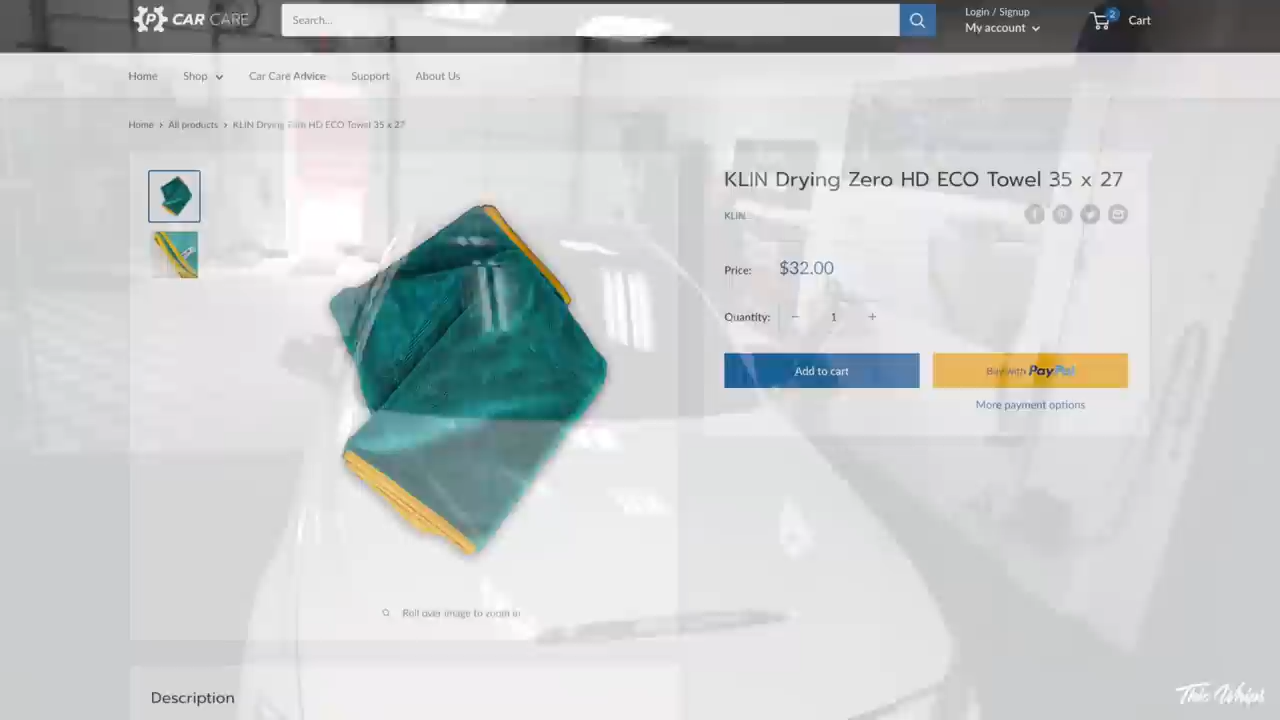 P CAR CARE
Search...
Login / Signup
My account
2
Cart
Home
Shop
Car Care Advice
Support
About Us
Home > All products > KLIN Drying Zero HD ECO Towel 35 x 27
KLIN Drying Zero HD ECO Towel 35 x 27
KLIN
Price:
$32.00
Quantity:
− 1 +
Add to cart
Buy with PayPal
More payment options
Roll over image to zoom in
Description
This Whips